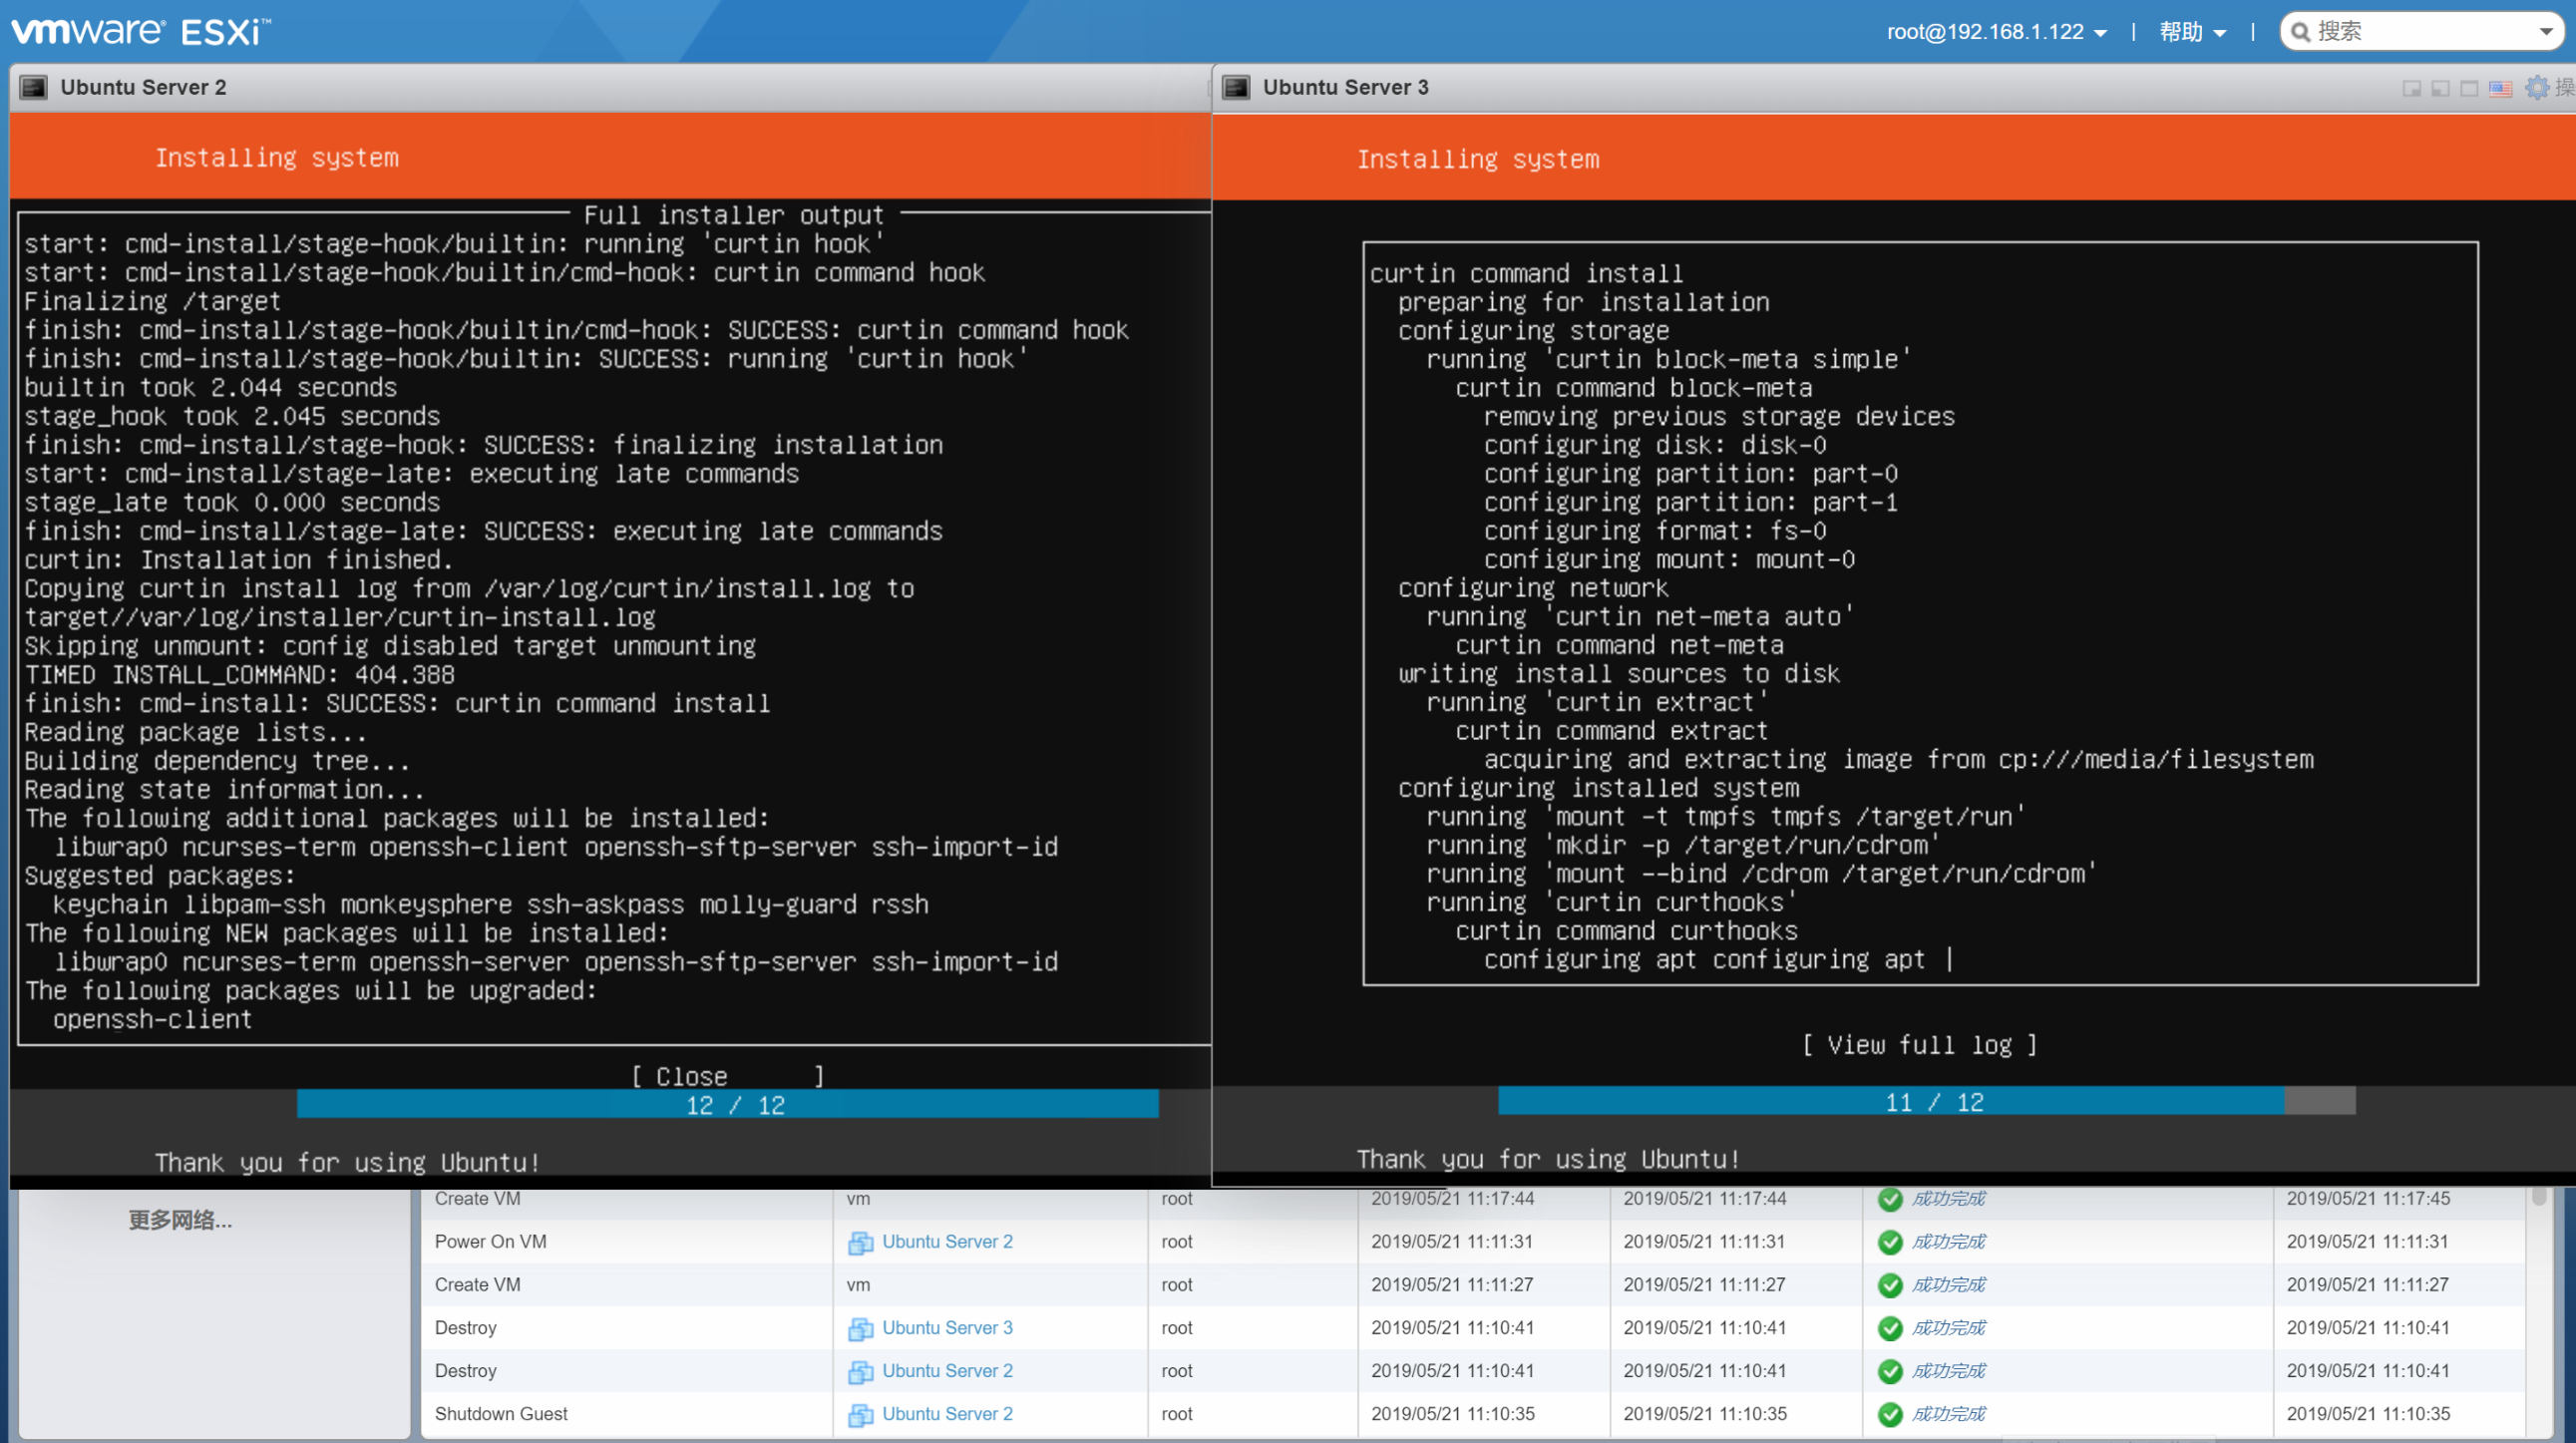 vmware® ESXi™
root@192.168.1.122
|
帮助
|
搜索
Ubuntu Server 2
Installing system
Full installer output
start: cmd-install/stage-hook/builtin: running 'curtin hook'
start: cmd-install/stage-hook/builtin/cmd-hook: curtin command hook
Finalizing /target
finish: cmd-install/stage-hook/builtin/cmd-hook: SUCCESS: curtin command hook
finish: cmd-install/stage-hook/builtin: SUCCESS: running 'curtin hook'
builtin took 2.044 seconds
stage_hook took 2.045 seconds
finish: cmd-install/stage-hook: SUCCESS: finalizing installation
start: cmd-install/stage-late: executing late commands
stage_late took 0.000 seconds
finish: cmd-install/stage-late: SUCCESS: executing late commands
curtin: Installation finished.
Copying curtin install log from /var/log/curtin/install.log to
target//var/log/installer/curtin-install.log
Skipping unmount: config disabled target unmounting
TIMED INSTALL_COMMAND: 404.388
finish: cmd-install: SUCCESS: curtin command install
Reading package lists...
Building dependency tree...
Reading state information...
The following additional packages will be installed:
libwrap0 ncurses-term openssh-client openssh-sftp-server ssh-import-id
Suggested packages:
keychain libpam-ssh monkeysphere ssh-askpass molly-guard rssh
The following NEW packages will be installed:
libwrap0 ncurses-term openssh-server openssh-sftp-server ssh-import-id
The following packages will be upgraded:
openssh-client
[ Close ]
12 / 12
Thank you for using Ubuntu!
Ubuntu Server 3
操
Installing system
curtin command install
preparing for installation
configuring storage
running 'curtin block-meta simple'
curtin command block-meta
removing previous storage devices
configuring disk: disk-0
configuring partition: part-0
configuring partition: part-1
configuring format: fs-0
configuring mount: mount-0
configuring network
running 'curtin net-meta auto'
curtin command net-meta
writing install sources to disk
running 'curtin extract'
curtin command extract
acquiring and extracting image from cp:///media/filesystem
configuring installed system
running 'mount -t tmpfs tmpfs /target/run'
running 'mkdir -p /target/run/cdrom'
running 'mount --bind /cdrom /target/run/cdrom'
running 'curtin curthooks'
curtin command curthooks
configuring apt configuring apt |
[ View full log ]
11 / 12
Thank you for using Ubuntu!
更多网络...
Create VM vm root 2019/05/21 11:17:44 2019/05/21 11:17:44 成功完成 2019/05/21 11:17:45
Power On VM Ubuntu Server 2 root 2019/05/21 11:11:31 2019/05/21 11:11:31 成功完成 2019/05/21 11:11:31
Create VM vm root 2019/05/21 11:11:27 2019/05/21 11:11:27 成功完成 2019/05/21 11:11:27
Destroy Ubuntu Server 3 root 2019/05/21 11:10:41 2019/05/21 11:10:41 成功完成 2019/05/21 11:10:41
Destroy Ubuntu Server 2 root 2019/05/21 11:10:41 2019/05/21 11:10:41 成功完成 2019/05/21 11:10:41
Shutdown Guest Ubuntu Server 2 root 2019/05/21 11:10:35 2019/05/21 11:10:35 成功完成 2019/05/21 11:10:35